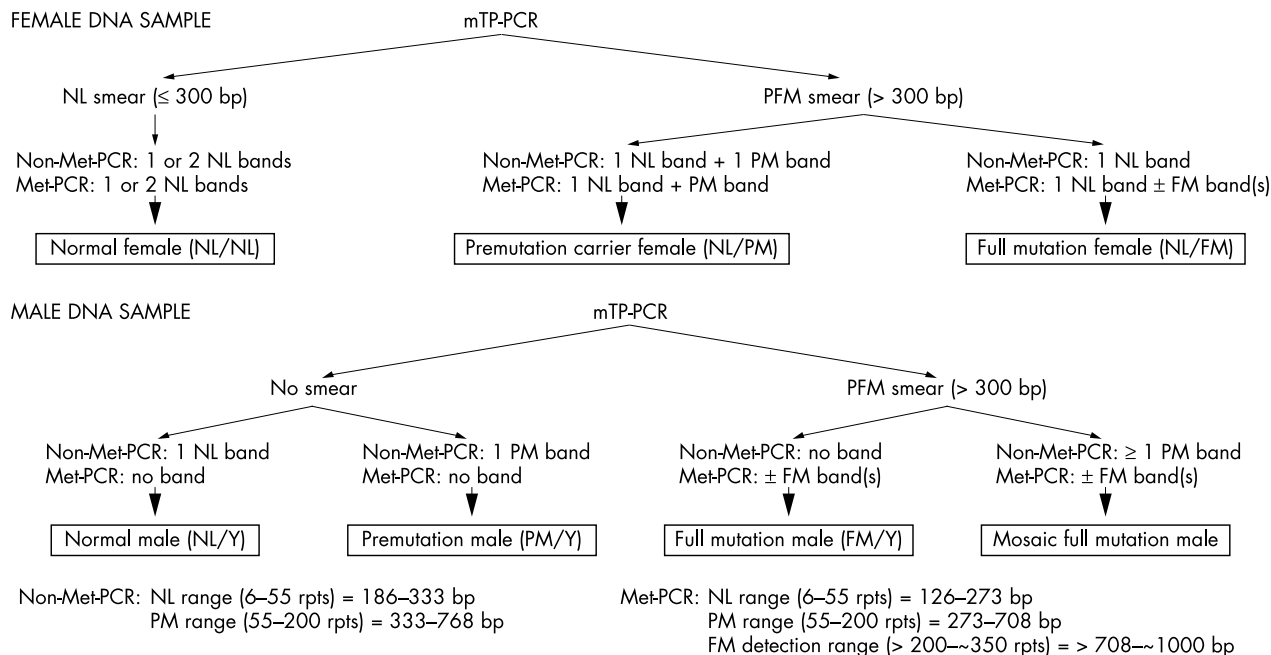 FEMALE DNA SAMPLE
mTP-PCR
NL smear (≤ 300 bp)
PFM smear (> 300 bp)
Non-Met-PCR: 1 or 2 NL bands
Met-PCR: 1 or 2 NL bands
Non-Met-PCR: 1 NL band + 1 PM band
Met-PCR: 1 NL band + PM band
Non-Met-PCR: 1 NL band
Met-PCR: 1 NL band ± FM band(s)
Normal female (NL/NL)
Premutation carrier female (NL/PM)
Full mutation female (NL/FM)
MALE DNA SAMPLE
mTP-PCR
No smear
PFM smear (> 300 bp)
Non-Met-PCR: 1 NL band
Met-PCR: no band
Non-Met-PCR: 1 PM band
Met-PCR: no band
Non-Met-PCR: no band
Met-PCR: ± FM band(s)
Non-Met-PCR: ≥ 1 PM band
Met-PCR: ± FM band(s)
Normal male (NL/Y)
Premutation male (PM/Y)
Full mutation male (FM/Y)
Mosaic full mutation male
Non-Met-PCR: NL range (6–55 rpts) = 186–333 bp
PM range (55–200 rpts) = 333–768 bp
Met-PCR: NL range (6–55 rpts) = 126–273 bp
PM range (55–200 rpts) = 273–708 bp
FM detection range (> 200–~350 rpts) = > 708–~1000 bp